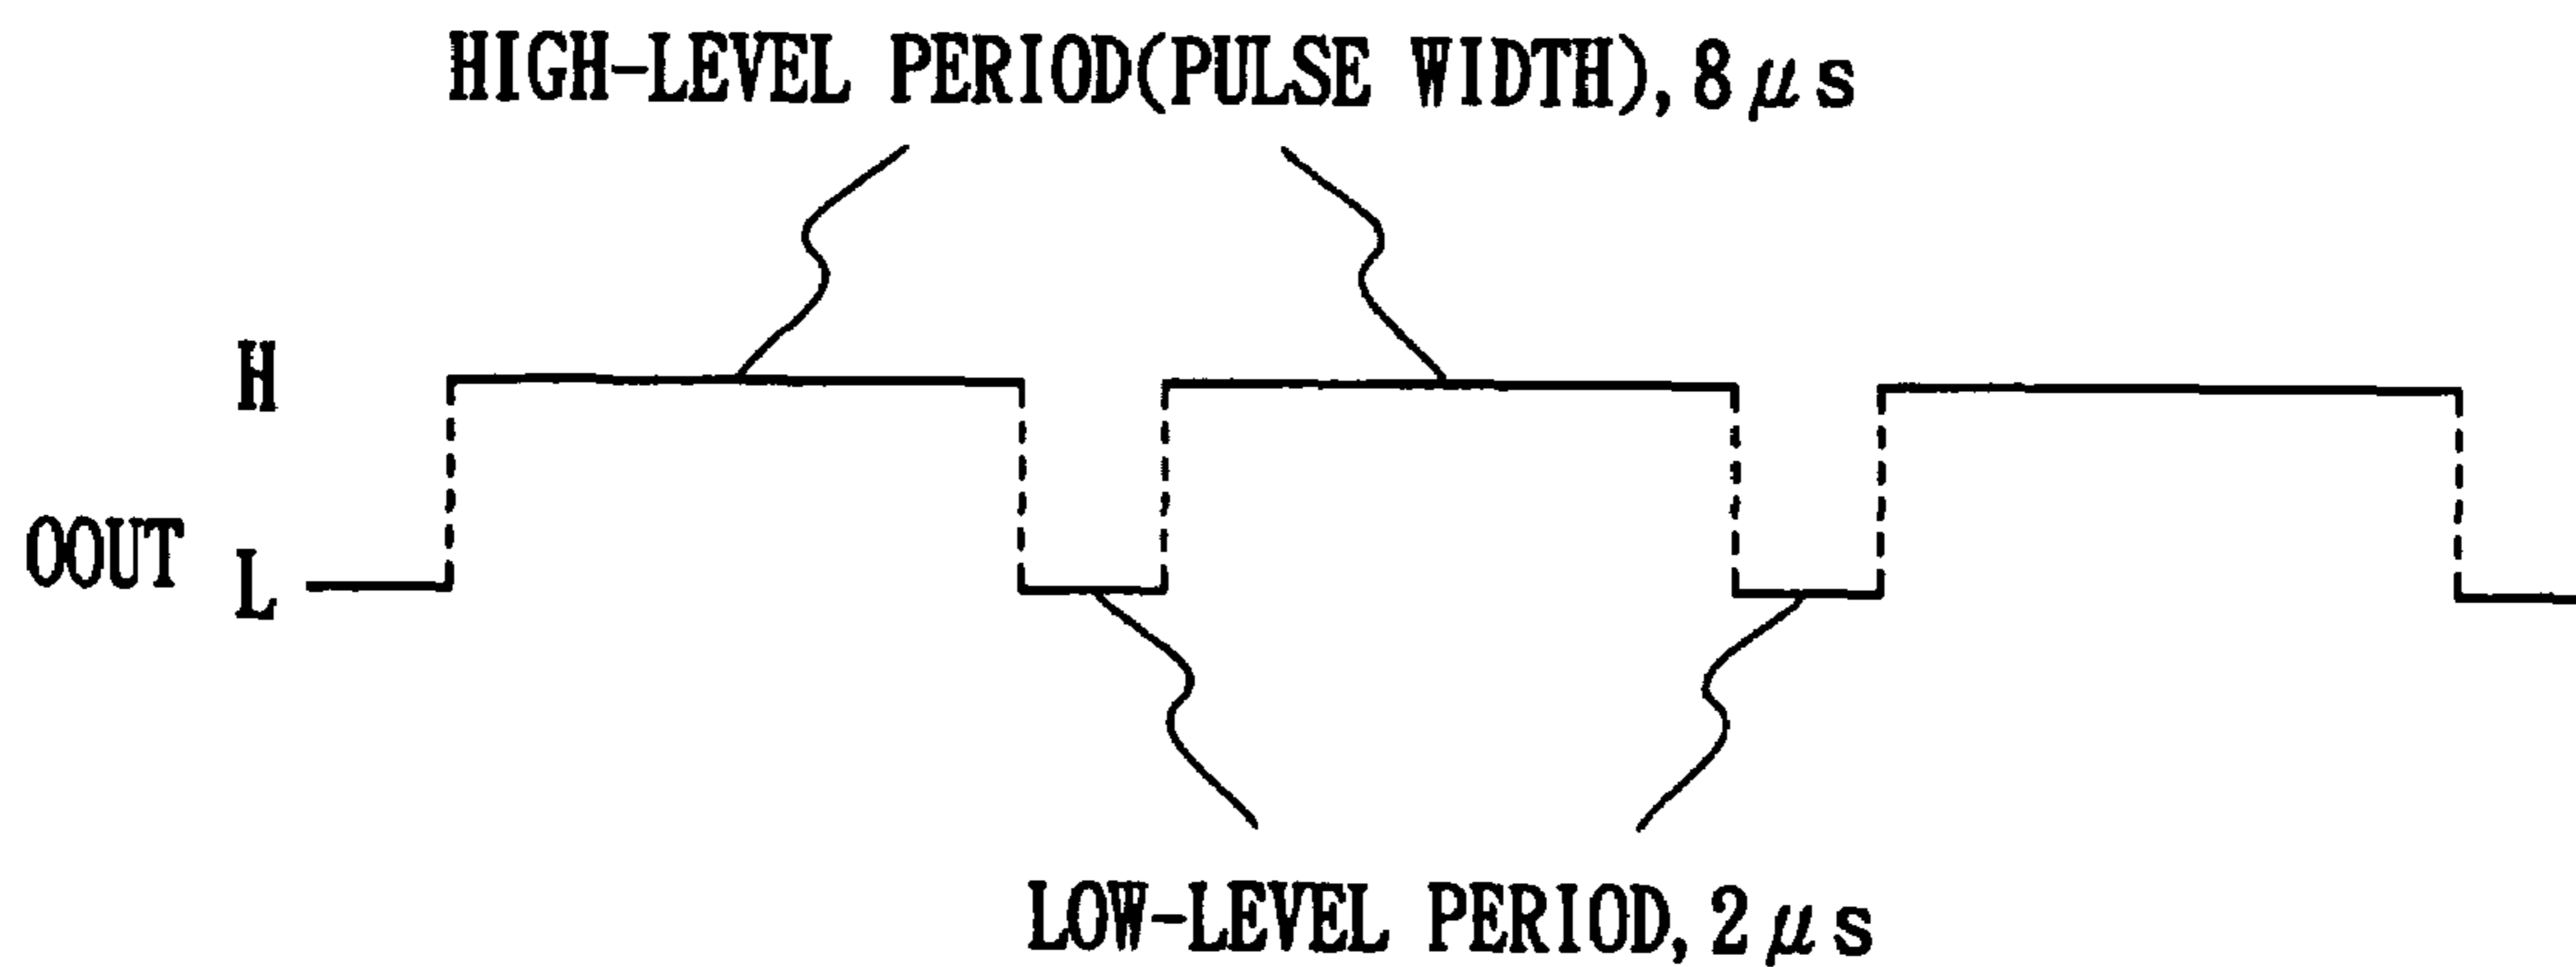 HIGH-LEVEL PERIOD(PULSE WIDTH), 8μs
H
OOUT
L
LOW-LEVEL PERIOD, 2μs